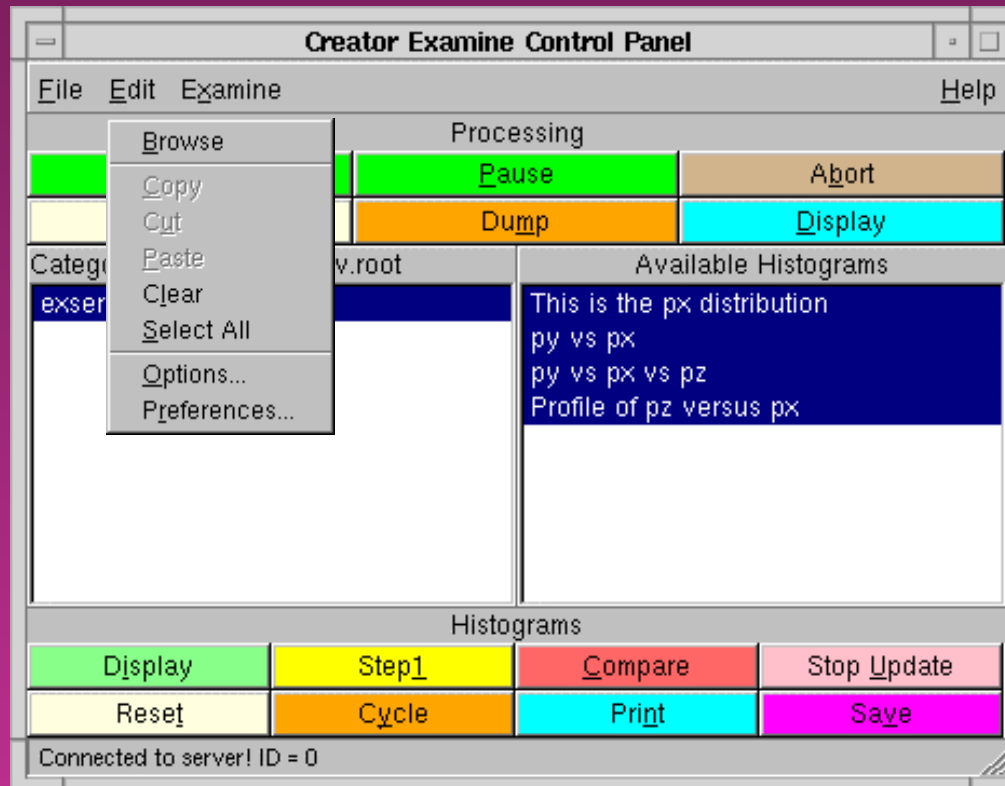 Creator Examine Control Panel
File Edit Examine Help
Processing
Browse
Copy
Cut
Paste
Clear
Select All
Options...
Preferences...
Pause Abort
Dump Display
v.root Available Histograms
This is the px distribution
py vs px
py vs px vs pz
Profile of pz versus px
Histograms
Display Step1 Compare Stop Update
Reset Cycle Print Save
Connected to server! ID = 0